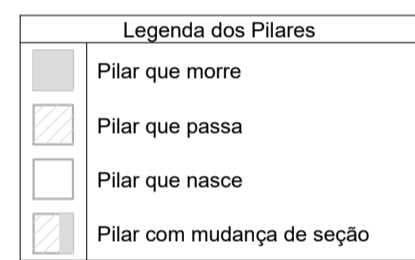 Legenda dos Pilares
Pilar que morre
Pilar que passa
Pilar que nasce
Pilar com mudança de seção